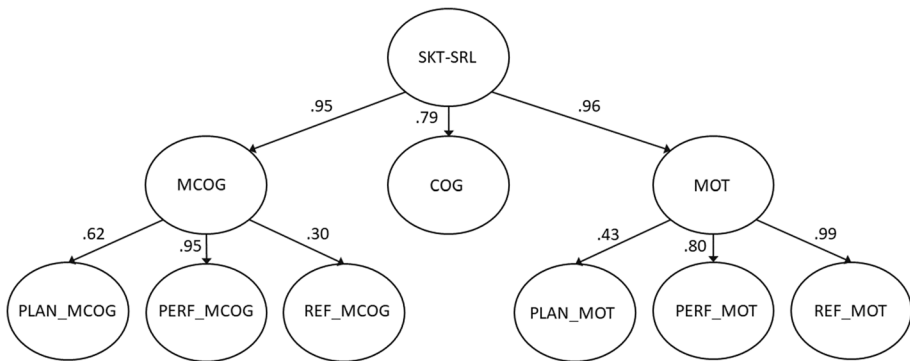 SKT-SRL
.95
.79
.96
MCOG
COG
MOT
.62
.95
.30
.43
.80
.99
PLAN_MCOG
PERF_MCOG
REF_MCOG
PLAN_MOT
PERF_MOT
REF_MOT